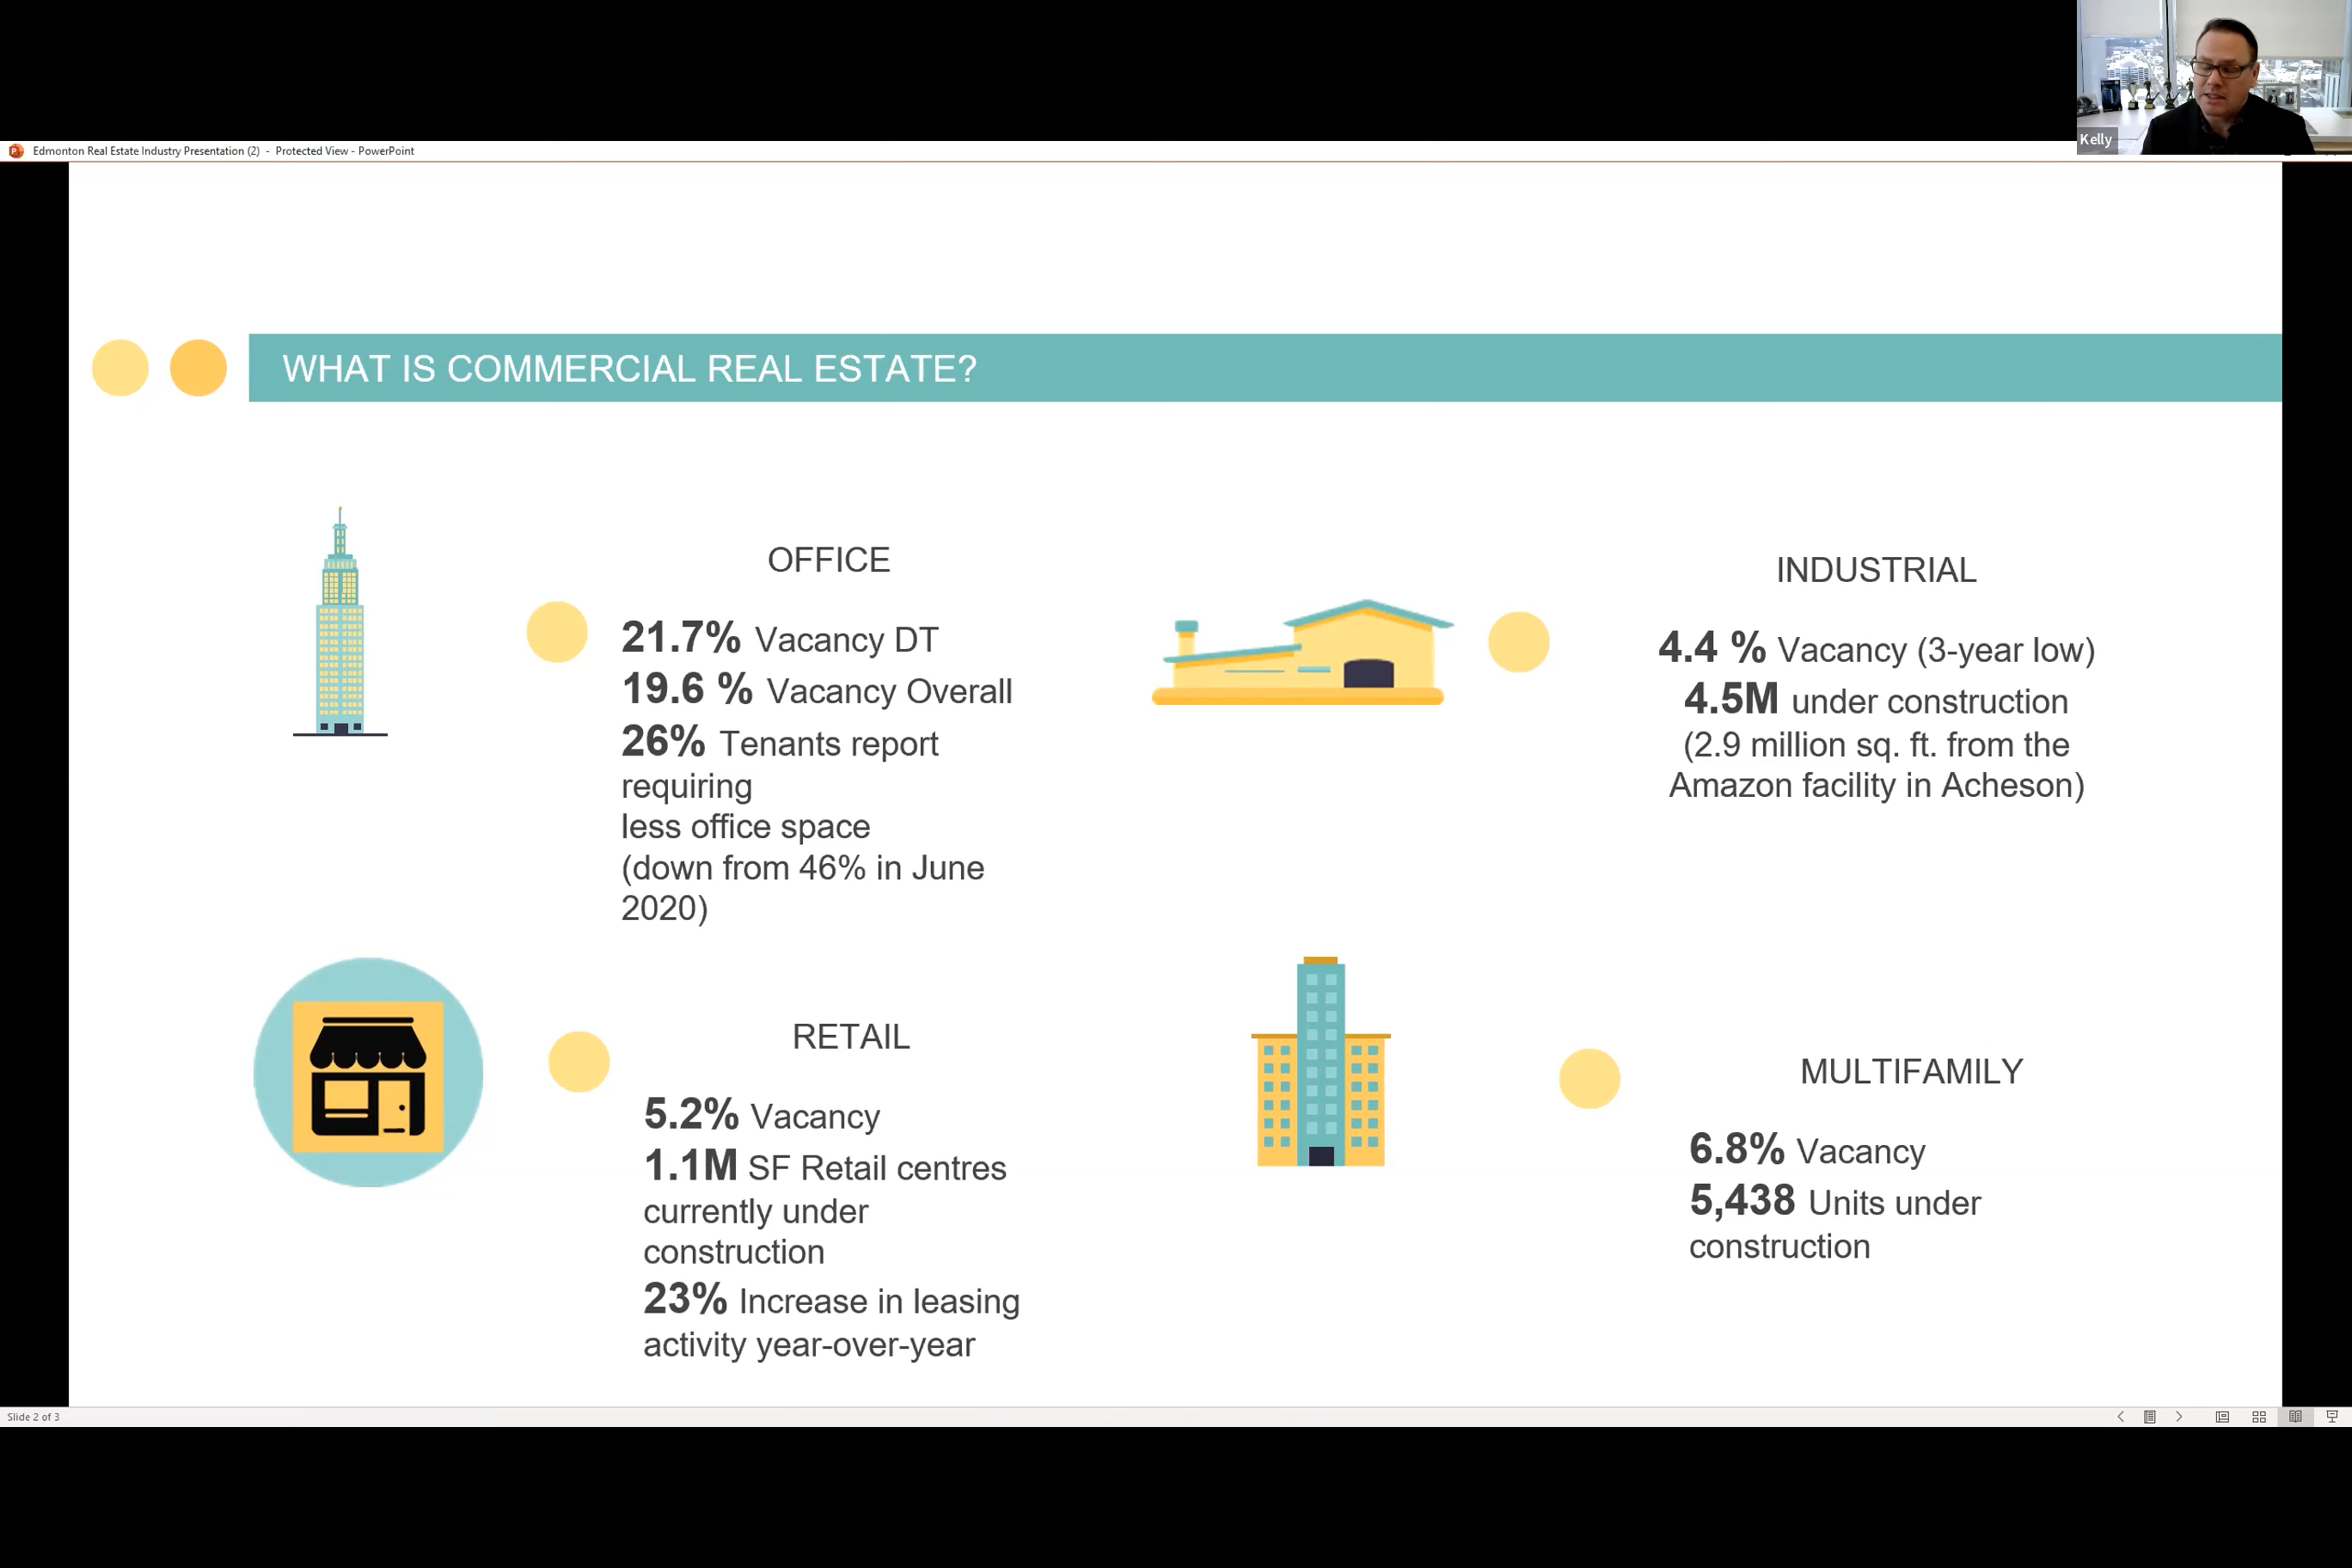 Kelly
Edmonton Real Estate Industry Presentation (2) - Protected View - PowerPoint
WHAT IS COMMERCIAL REAL ESTATE?
OFFICE
21.7% Vacancy DT
19.6 % Vacancy Overall
26% Tenants report
requiring
less office space
(down from 46% in June
2020)
INDUSTRIAL
4.4 % Vacancy (3-year low)
4.5M under construction
(2.9 million sq. ft. from the
Amazon facility in Acheson)
RETAIL
5.2% Vacancy
1.1M SF Retail centres
currently under
construction
23% Increase in leasing
activity year-over-year
MULTIFAMILY
6.8% Vacancy
5,438 Units under
construction
Slide 2 of 3